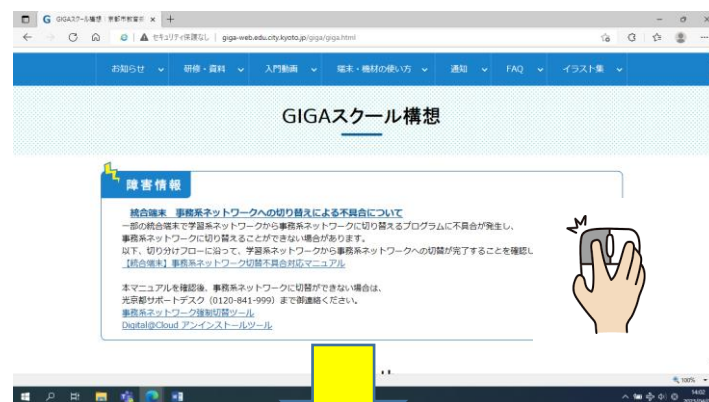 GIGAスクール構想｜京都市教育委
セキュリティ保護なし | giga-web.edu.city.kyoto.jp/giga/giga.html
お知らせ 研修・資料 入門動画 端末・機材の使い方 通知 FAQ イラスト集
GIGAスクール構想
障害情報
統合端末 事務系ネットワークへの切り替えによる不具合について
一部の統合端末で学習系ネットワークから事務系ネットワークに切り替えるプログラムに不具合が発生し、
事務系ネットワークに切替えることができない場合があります。
以下、切り分けフローに沿って、学習系ネットワークから事務系ネットワークへの切替が完了することを確認し
【統合端末】事務系ネットワーク切替不具合対応マニュアル
本マニュアルを確認後、事務系ネットワークに切替ができない場合は、
光京都サポートデスク（0120-841-999）まで御連絡ください。
事務系ネットワーク強制切替ツール
Digital@Cloud アンインストールツール
100%
14:02